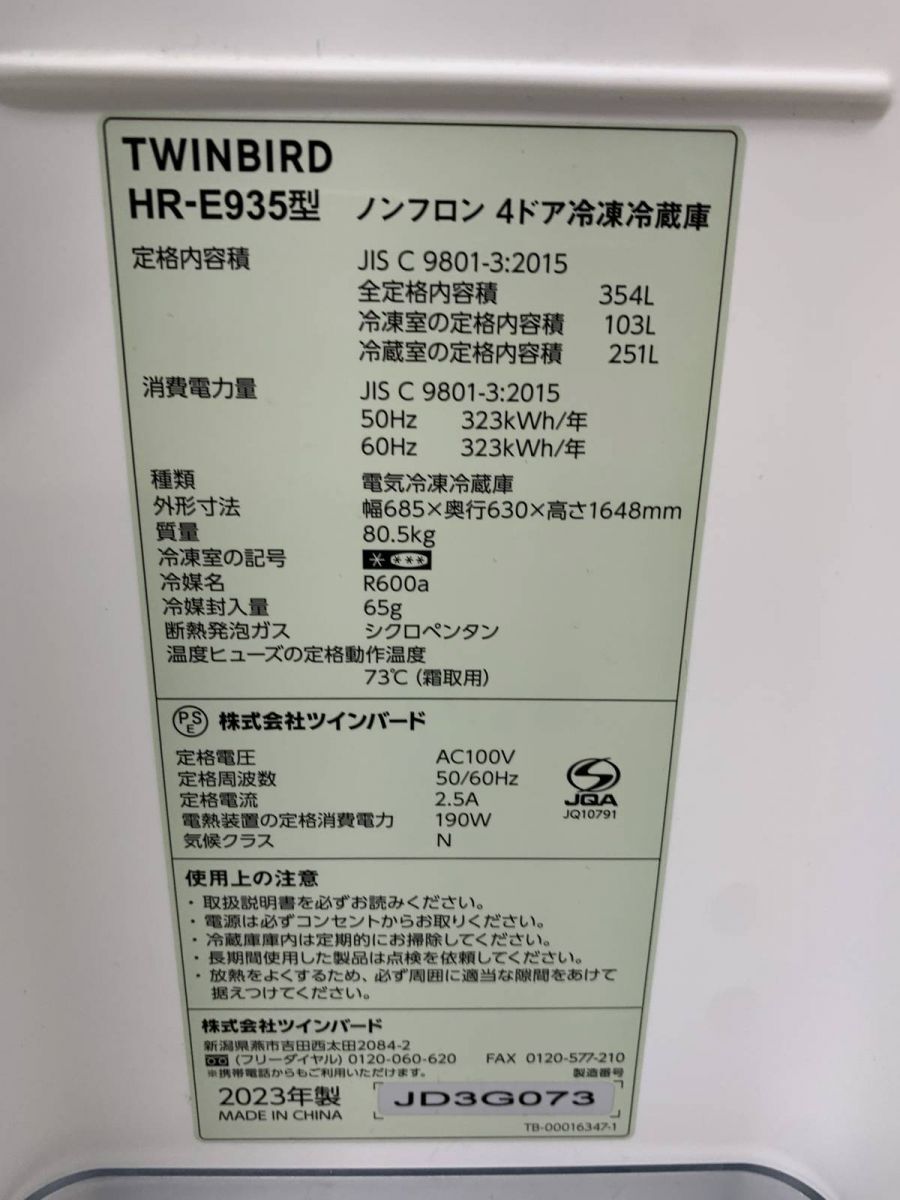 TWINBIRD
HR-E935型 ノンフロン 4ドア冷凍冷蔵庫
定格内容積 JIS C 9801-3:2015
全定格内容積 354L
冷凍室の定格内容積 103L
冷蔵室の定格内容積 251L
消費電力量 JIS C 9801-3:2015
50Hz 323kWh/年
60Hz 323kWh/年
種類 電気冷凍冷蔵庫
外形寸法 幅685×奥行630×高さ1648mm
質量 80.5kg
冷凍室の記号 * ***
冷媒名 R600a
冷媒封入量 65g
断熱発泡ガス シクロペンタン
温度ヒューズの定格動作温度
73℃（霜取用）
PSE 株式会社ツインバード
定格電圧 AC100V
定格周波数 50/60Hz
定格電流 2.5A
電熱装置の定格消費電力 190W
気候クラス N
JQA
JQ10791
使用上の注意
・取扱説明書を必ずお読みください。
・電源は必ずコンセントからお取りください。
・冷蔵庫庫内は定期的にお掃除してください。
・長期間使用した製品は点検を依頼してください。
・放熱をよくするため、必ず周囲に適当な隙間をあけて
据えつけてください。
株式会社ツインバード
新潟県燕市吉田西太田2084-2
(フリーダイヤル) 0120-060-620 FAX 0120-577-210
※携帯電話からもご利用いただけます。 製造番号
2023年製 JD3G073
MADE IN CHINA
TB-00016347-1